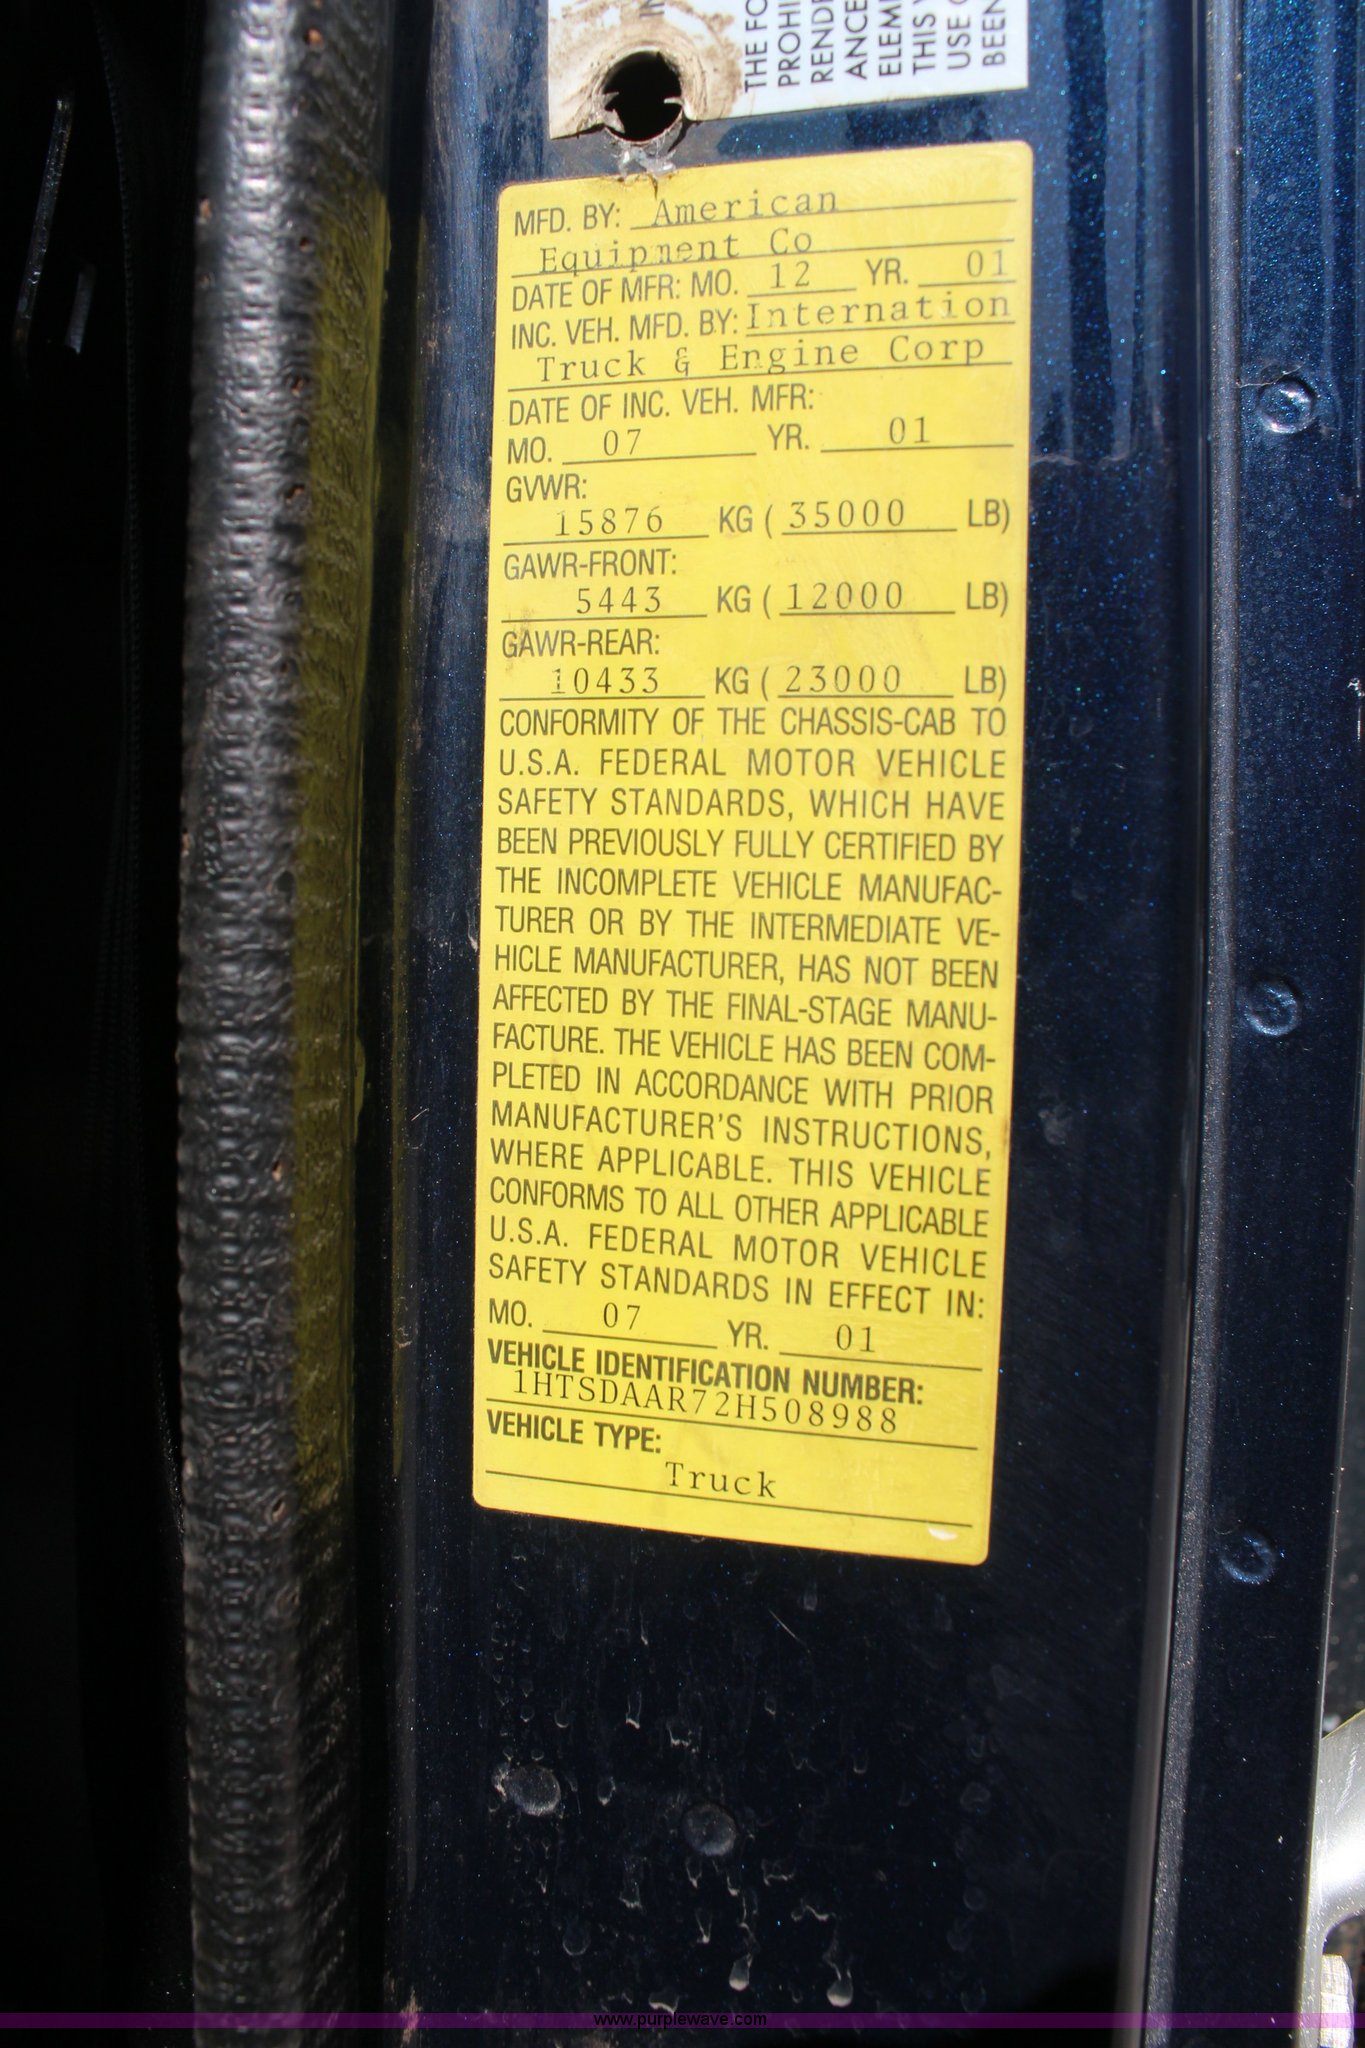 IN
THE FO
PROHI
RENDE
ANCE
ELEME
THIS V
USE O
BEEN
MFD. BY: American
Equipment Co
DATE OF MFR: MO. 12 YR. 01
INC. VEH. MFD. BY: Internation
Truck & Engine Corp
DATE OF INC. VEH. MFR:
MO. 07 YR. 01
GVWR:
15876 KG ( 35000 LB)
GAWR-FRONT:
5443 KG ( 12000 LB)
GAWR-REAR:
10433 KG ( 23000 LB)
CONFORMITY OF THE CHASSIS-CAB TO
U.S.A. FEDERAL MOTOR VEHICLE
SAFETY STANDARDS, WHICH HAVE
BEEN PREVIOUSLY FULLY CERTIFIED BY
THE INCOMPLETE VEHICLE MANUFAC-
TURER OR BY THE INTERMEDIATE VE-
HICLE MANUFACTURER, HAS NOT BEEN
AFFECTED BY THE FINAL-STAGE MANU-
FACTURE. THE VEHICLE HAS BEEN COM-
PLETED IN ACCORDANCE WITH PRIOR
MANUFACTURER'S INSTRUCTIONS,
WHERE APPLICABLE. THIS VEHICLE
CONFORMS TO ALL OTHER APPLICABLE
U.S.A. FEDERAL MOTOR VEHICLE
SAFETY STANDARDS IN EFFECT IN:
MO. 07 YR. 01
VEHICLE IDENTIFICATION NUMBER:
1HTSDAAR72H508988
VEHICLE TYPE:
Truck
www.purplewave.com